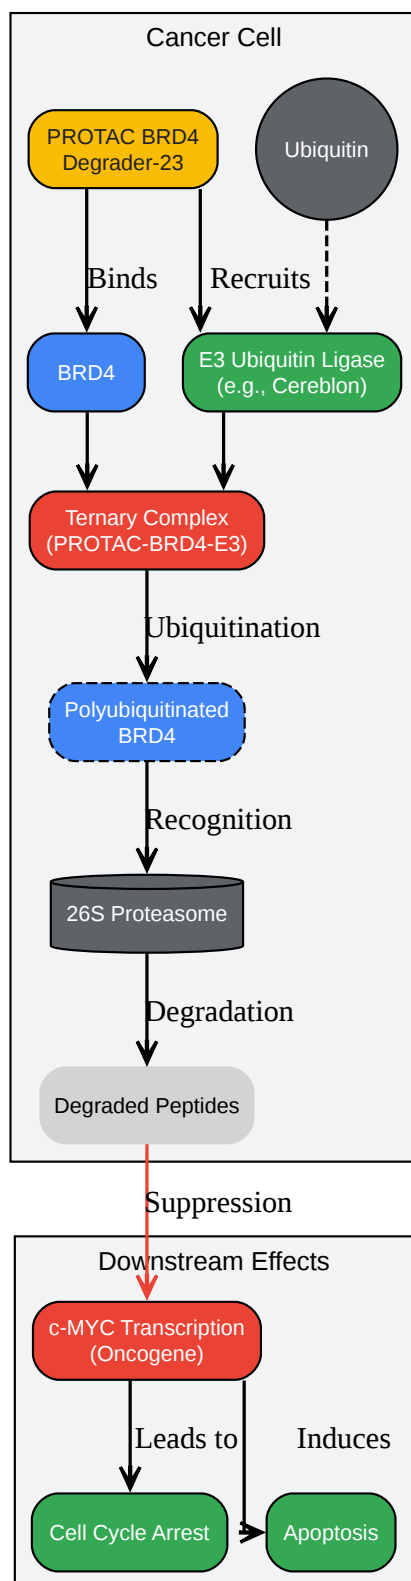 Cancer Cell
PROTAC BRD4
Degrader-23
Ubiquitin
Binds
Recruits
BRD4
E3 Ubiquitin Ligase
(e.g., Cereblon)
Ternary Complex
(PROTAC-BRD4-E3)
Ubiquitination
Polyubiquitinated
BRD4
Recognition
26S Proteasome
Degradation
Degraded Peptides
Suppression
Downstream Effects
c-MYC Transcription
(Oncogene)
Leads to
Induces
Cell Cycle Arrest
Apoptosis